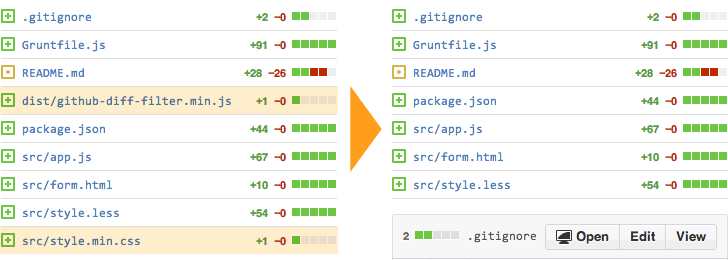 .gitignore +2 −0
Gruntfile.js +91 −0
README.md +28 −26
dist/github-diff-filter.min.js +1 −0
package.json +44 −0
src/app.js +67 −0
src/form.html +10 −0
src/style.less +54 −0
src/style.min.css +1 −0
.gitignore +2 −0
Gruntfile.js +91 −0
README.md +28 −26
package.json +44 −0
src/app.js +67 −0
src/form.html +10 −0
src/style.less +54 −0
2 .gitignore Open Edit View